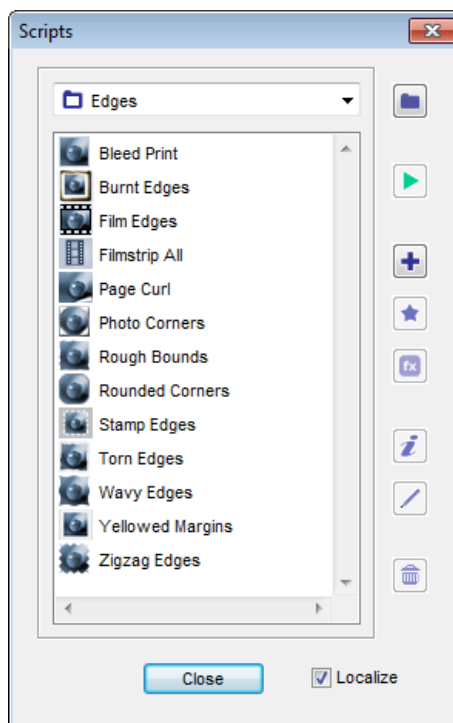 Scripts
Edges
Bleed Print
Burnt Edges
Film Edges
Filmstrip All
Page Curl
Photo Corners
Rough Bounds
Rounded Corners
Stamp Edges
Torn Edges
Wavy Edges
Yellowed Margins
Zigzag Edges
fx
i
Close
Localize